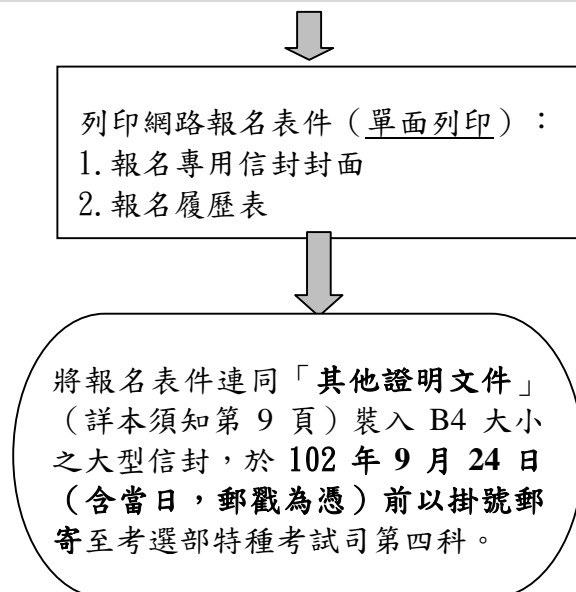 列印網路報名表件（單面列印）：
1.報名專用信封封面
2.報名履歷表
將報名表件連同「其他證明文件」
（詳本須知第 9 頁）裝入 B4 大小
之大型信封，於 102 年 9 月 24 日
（含當日，郵戳為憑）前以掛號郵
寄至考選部特種考試司第四科。